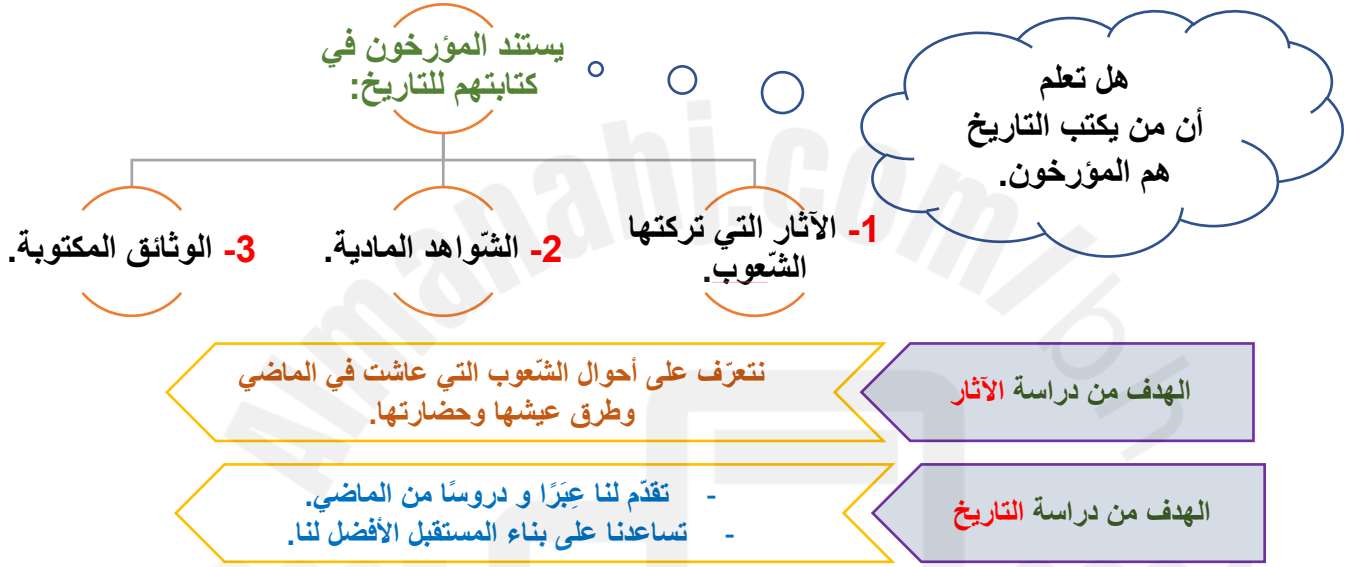 هل تعلم
أن من يكتب التاريخ
هم المؤرخون.
يستند المؤرخون في
كتابتهم للتاريخ:
1- الآثار التي تركتها
الشّعوب.
2- الشّواهد المادية.
3- الوثائق المكتوبة.
الهدف من دراسة الآثار
نتعرّف على أحوال الشّعوب التي عاشت في الماضي
وطرق عيشها وحضارتها.
الهدف من دراسة التاريخ
- تقدّم لنا عِبَرًا و دروسًا من الماضي.
- تساعدنا على بناء المستقبل الأفضل لنا.
Almanahj.com/bh